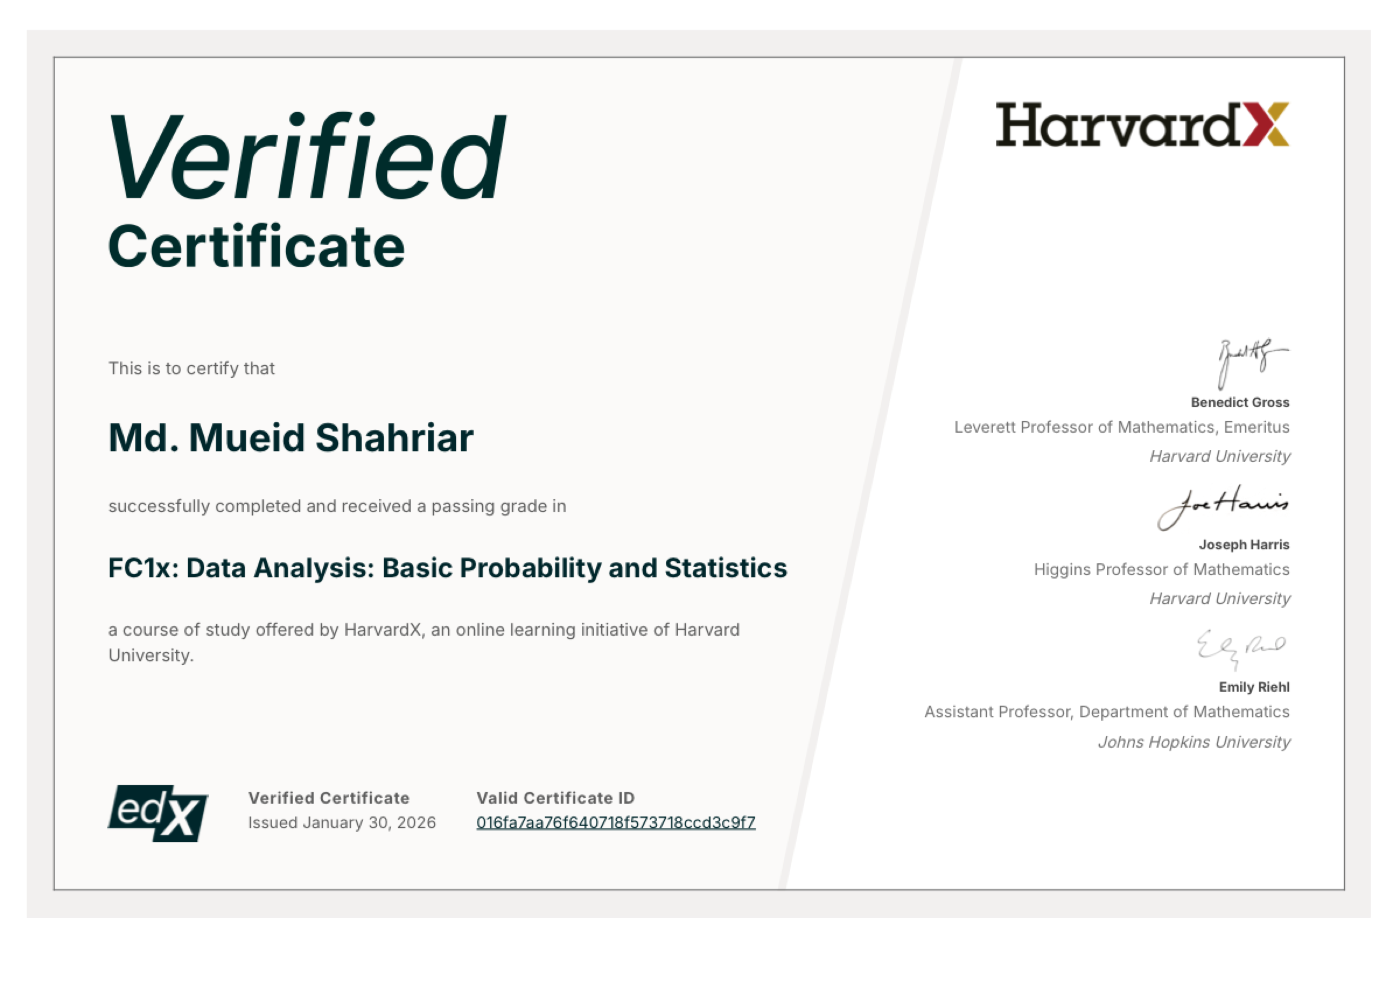 Verified
Certificate
This is to certify that
Md. Mueid Shahriar
successfully completed and received a passing grade in
FC1x: Data Analysis: Basic Probability and Statistics
a course of study offered by HarvardX, an online learning initiative of Harvard
University.
edX
Verified Certificate
Issued January 30, 2026
Valid Certificate ID
016fa7aa76f640718f573718ccd3c9f7
HarvardX
Benedict Gross
Leverett Professor of Mathematics, Emeritus
Harvard University
Joe Harris
Joseph Harris
Higgins Professor of Mathematics
Harvard University
Emily Riehl
Assistant Professor, Department of Mathematics
Johns Hopkins University